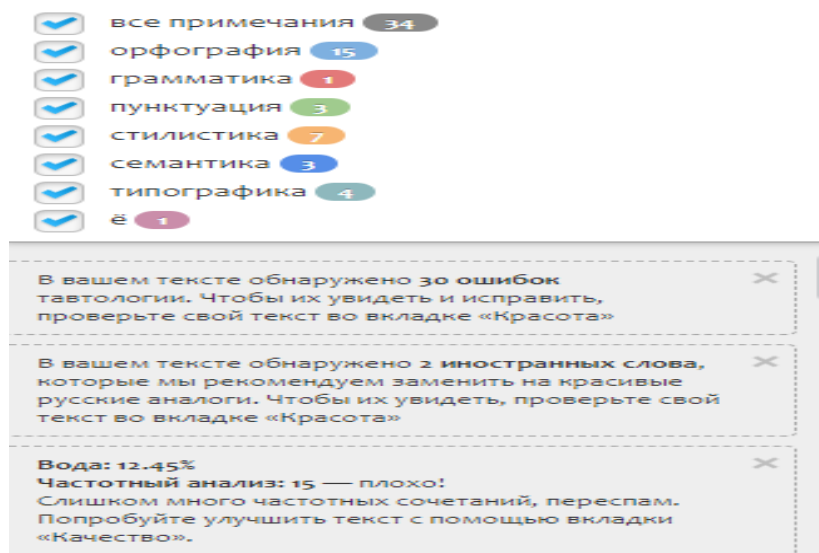 все примечания 34
орфография 15
грамматика 1
пунктуация 3
стилистика 7
семантика 3
типографика 4
ё 1
В вашем тексте обнаружено 30 ошибок
тавтологии. Чтобы их увидеть и исправить,
проверьте свой текст во вкладке «Красота»
В вашем тексте обнаружено 2 иностранных слова,
которые мы рекомендуем заменить на красивые
русские аналоги. Чтобы их увидеть, проверьте свой
текст во вкладке «Красота»
Вода: 12.45%
Частотный анализ: 15 — плохо!
Слишком много частотных сочетаний, переспам.
Попробуйте улучшить текст с помощью вкладки
«Качество».